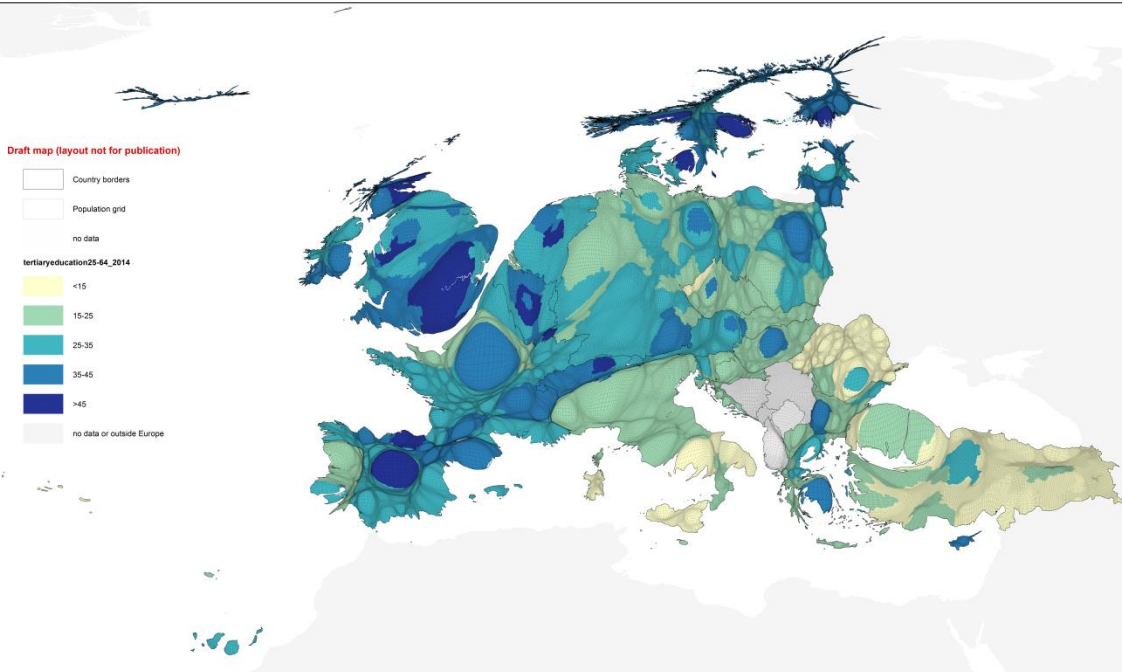 Draft map (layout not for publication)
Country borders
Population grid
no data
tertiaryeducation25-64_2014
<15
15-25
25-35
35-45
>45
no data or outside Europe